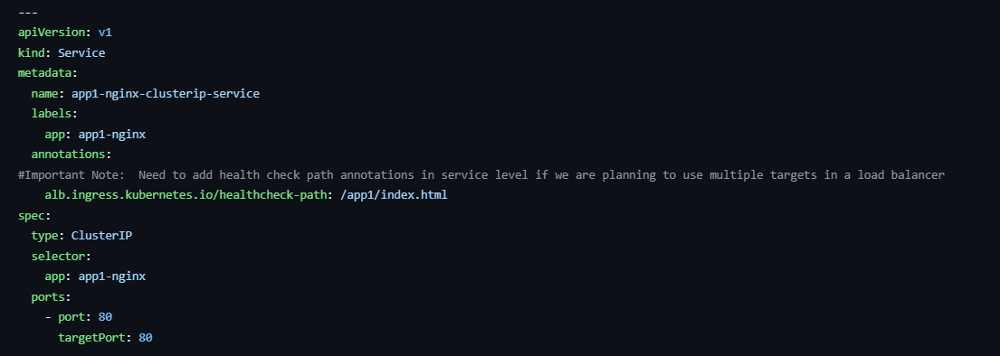 ---
apiVersion: v1
kind: Service
metadata:
  name: app1-nginx-clusterip-service
  labels:
    app: app1-nginx
  annotations:
#Important Note:  Need to add health check path annotations in service level if we are planning to use multiple targets in a load balancer
    alb.ingress.kubernetes.io/healthcheck-path: /app1/index.html
spec:
  type: ClusterIP
  selector:
    app: app1-nginx
  ports:
    - port: 80
      targetPort: 80